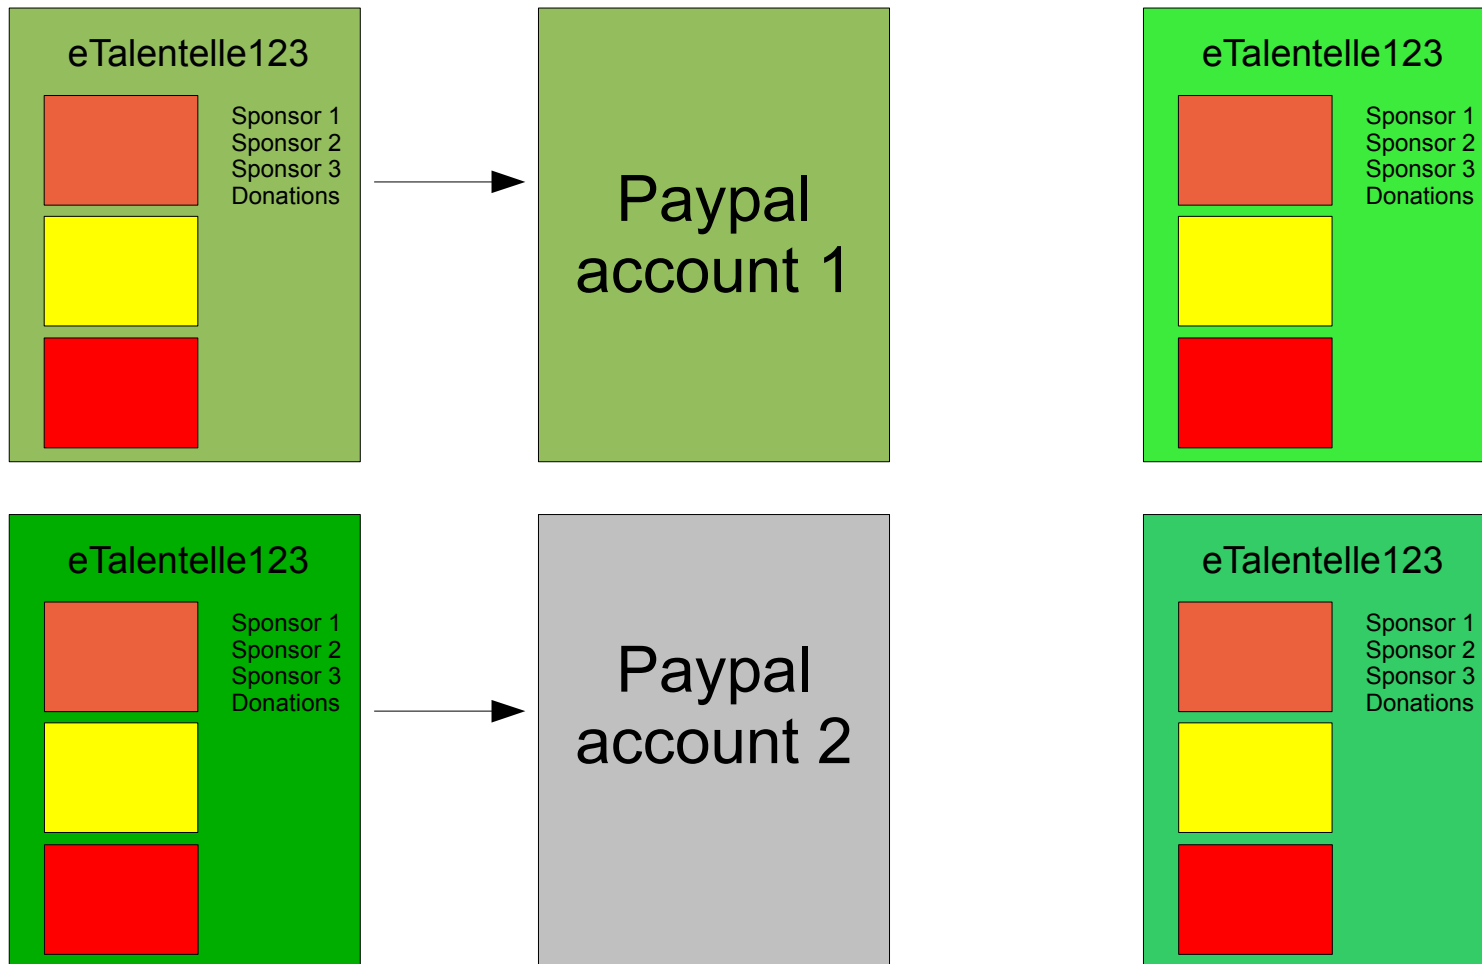 eTalentelle123
Sponsor 1
Sponsor 2
Sponsor 3
Donations
Paypal
account 1
eTalentelle123
Sponsor 1
Sponsor 2
Sponsor 3
Donations
eTalentelle123
Sponsor 1
Sponsor 2
Sponsor 3
Donations
Paypal
account 2
eTalentelle123
Sponsor 1
Sponsor 2
Sponsor 3
Donations